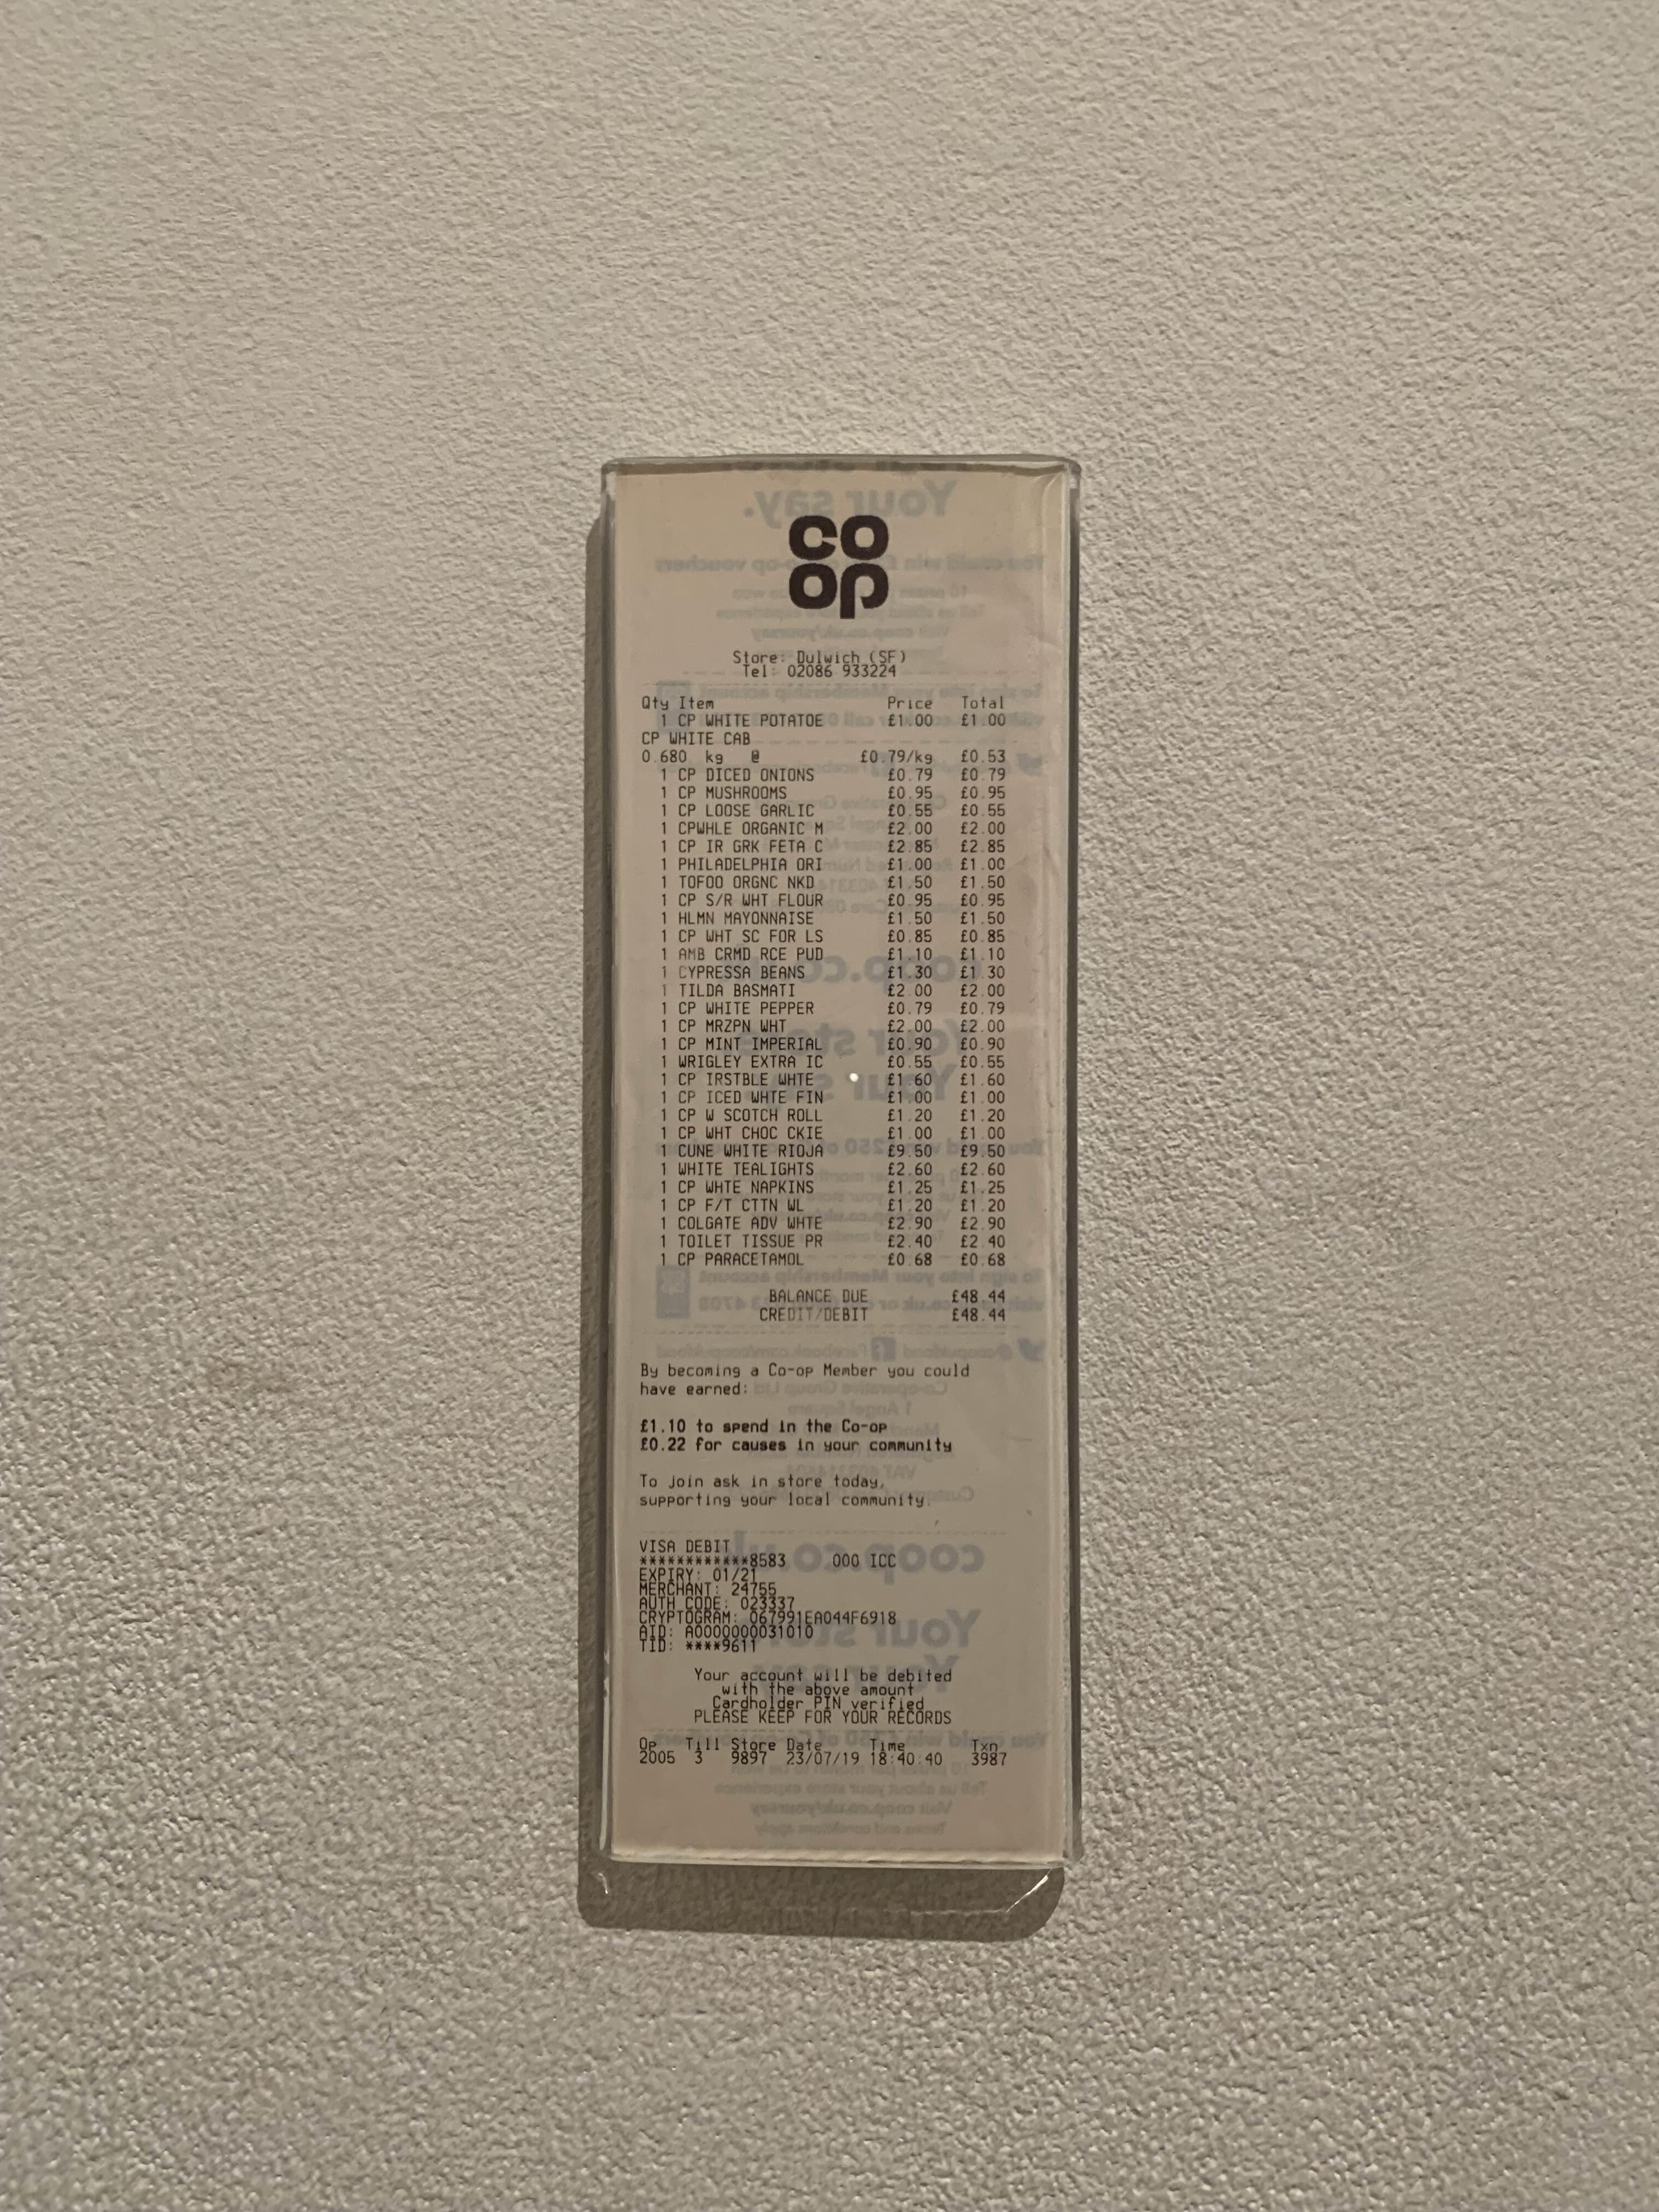 co
op
Store: Dulwich (SF)
Tel: 02086 933224
Qty Item Price Total
1 CP WHITE POTATOE £1.00 £1.00
CP WHITE CAB
0.680 kg @ £0.79/kg £0.53
1 CP DICED ONIONS £0.79 £0.79
1 CP MUSHROOMS £0.95 £0.95
1 CP LOOSE GARLIC £0.55 £0.55
1 CPWHLE ORGANIC M £2.00 £2.00
1 CP IR GRK FETA C £2.85 £2.85
1 PHILADELPHIA ORI £1.00 £1.00
1 TOFOO ORGNC NKD £1.50 £1.50
1 CP S/R WHT FLOUR £0.95 £0.95
1 HLMN MAYONNAISE £1.50 £1.50
1 CP WHT SC FOR LS £0.85 £0.85
1 AMB CRMD RCE PUD £1.10 £1.10
1 CYPRESSA BEANS £1.30 £1.30
1 TILDA BASMATI £2.00 £2.00
1 CP WHITE PEPPER £0.79 £0.79
1 CP MRZPN WHT £2.00 £2.00
1 CP MINT IMPERIAL £0.90 £0.90
1 WRIGLEY EXTRA IC £0.55 £0.55
1 CP IRSTBLE WHTE £1.60 £1.60
1 CP ICED WHTE FIN £1.00 £1.00
1 CP W SCOTCH ROLL £1.20 £1.20
1 CP WHT CHOC CKIE £1.00 £1.00
1 CUNE WHITE RIOJA £9.50 £9.50
1 WHITE TEALIGHTS £2.60 £2.60
1 CP WHTE NAPKINS £1.25 £1.25
1 CP F/T CTTN WL £1.20 £1.20
1 COLGATE ADV WHTE £2.90 £2.90
1 TOILET TISSUE PR £2.40 £2.40
1 CP PARACETAMOL £0.68 £0.68
BALANCE DUE £48.44
CREDIT/DEBIT £48.44
By becoming a Co-op Member you could
have earned:
£1.10 to spend in the Co-op
£0.22 for causes in your community
To join ask in store today,
supporting your local community.
VISA DEBIT
************8583 000 ICC
EXPIRY: 01/21
MERCHANT: 24755
AUTH CODE: 023337
CRYPTOGRAM: 067991EA044F6918
AID: A0000000031010
TID: ****9611
Your account will be debited
with the above amount
Cardholder PIN verified
PLEASE KEEP FOR YOUR RECORDS
Op Till Store Date Time Txn
2005 3 9897 23/07/19 18:40:40 3987